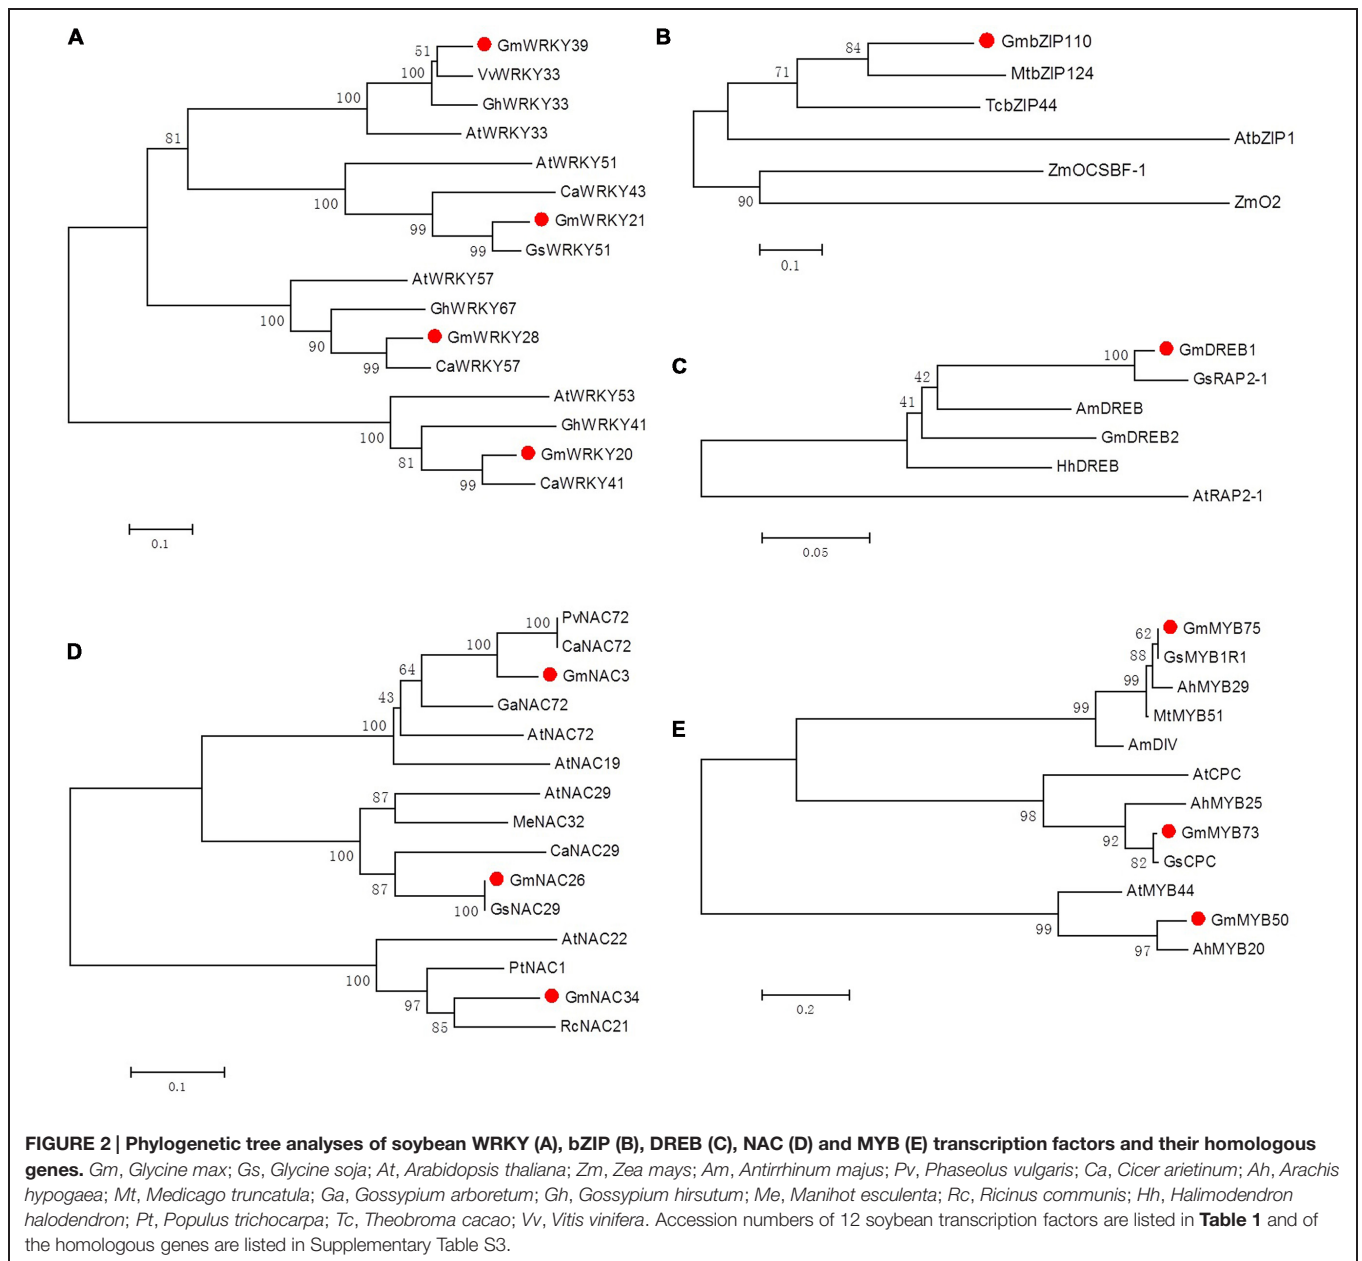 A
51
GmWRKY39
VvWRKY33
100
GhWRKY33
100
AtWRKY33
81
AtWRKY51
CaWRKY43
100
GmWRKY21
99
GsWRKY51
99
AtWRKY57
GhWRKY67
100
GmWRKY28
90
CaWRKY57
99
AtWRKY53
GhWRKY41
100
GmWRKY20
81
CaWRKY41
99
0.1
B
84
GmbZIP110
71
MtbZIP124
TcbZIP44
AtbZIP1
ZmOCSBF-1
90
ZmO2
0.1
C
100
GmDREB1
GsRAP2-1
42
AmDREB
41
GmDREB2
HhDREB
AtRAP2-1
0.05
D
100
PvNAC72
CaNAC72
100
GmNAC3
64
GaNAC72
43
100
AtNAC72
AtNAC19
87
AtNAC29
MeNAC32
100
CaNAC29
87
GmNAC26
100
GsNAC29
AtNAC22
100
PtNAC1
97
GmNAC34
85
RcNAC21
0.1
E
62
GmMYB75
88
GsMYB1R1
99
AhMYB29
99
MtMYB51
AmDIV
AtCPC
98
AhMYB25
92
GmMYB73
82
GsCPC
AtMYB44
99
GmMYB50
97
AhMYB20
0.2
FIGURE 2 | Phylogenetic tree analyses of soybean WRKY (A), bZIP (B), DREB (C), NAC (D) and MYB (E) transcription factors and their homologous
genes. Gm, Glycine max; Gs, Glycine soja; At, Arabidopsis thaliana; Zm, Zea mays; Am, Antirrhinum majus; Pv, Phaseolus vulgaris; Ca, Cicer arietinum; Ah, Arachis
hypogaea; Mt, Medicago truncatula; Ga, Gossypium arboretum; Gh, Gossypium hirsutum; Me, Manihot esculenta; Rc, Ricinus communis; Hh, Halimodendron
halodendron; Pt, Populus trichocarpa; Tc, Theobroma cacao; Vv, Vitis vinifera. Accession numbers of 12 soybean transcription factors are listed in Table 1 and of
the homologous genes are listed in Supplementary Table S3.